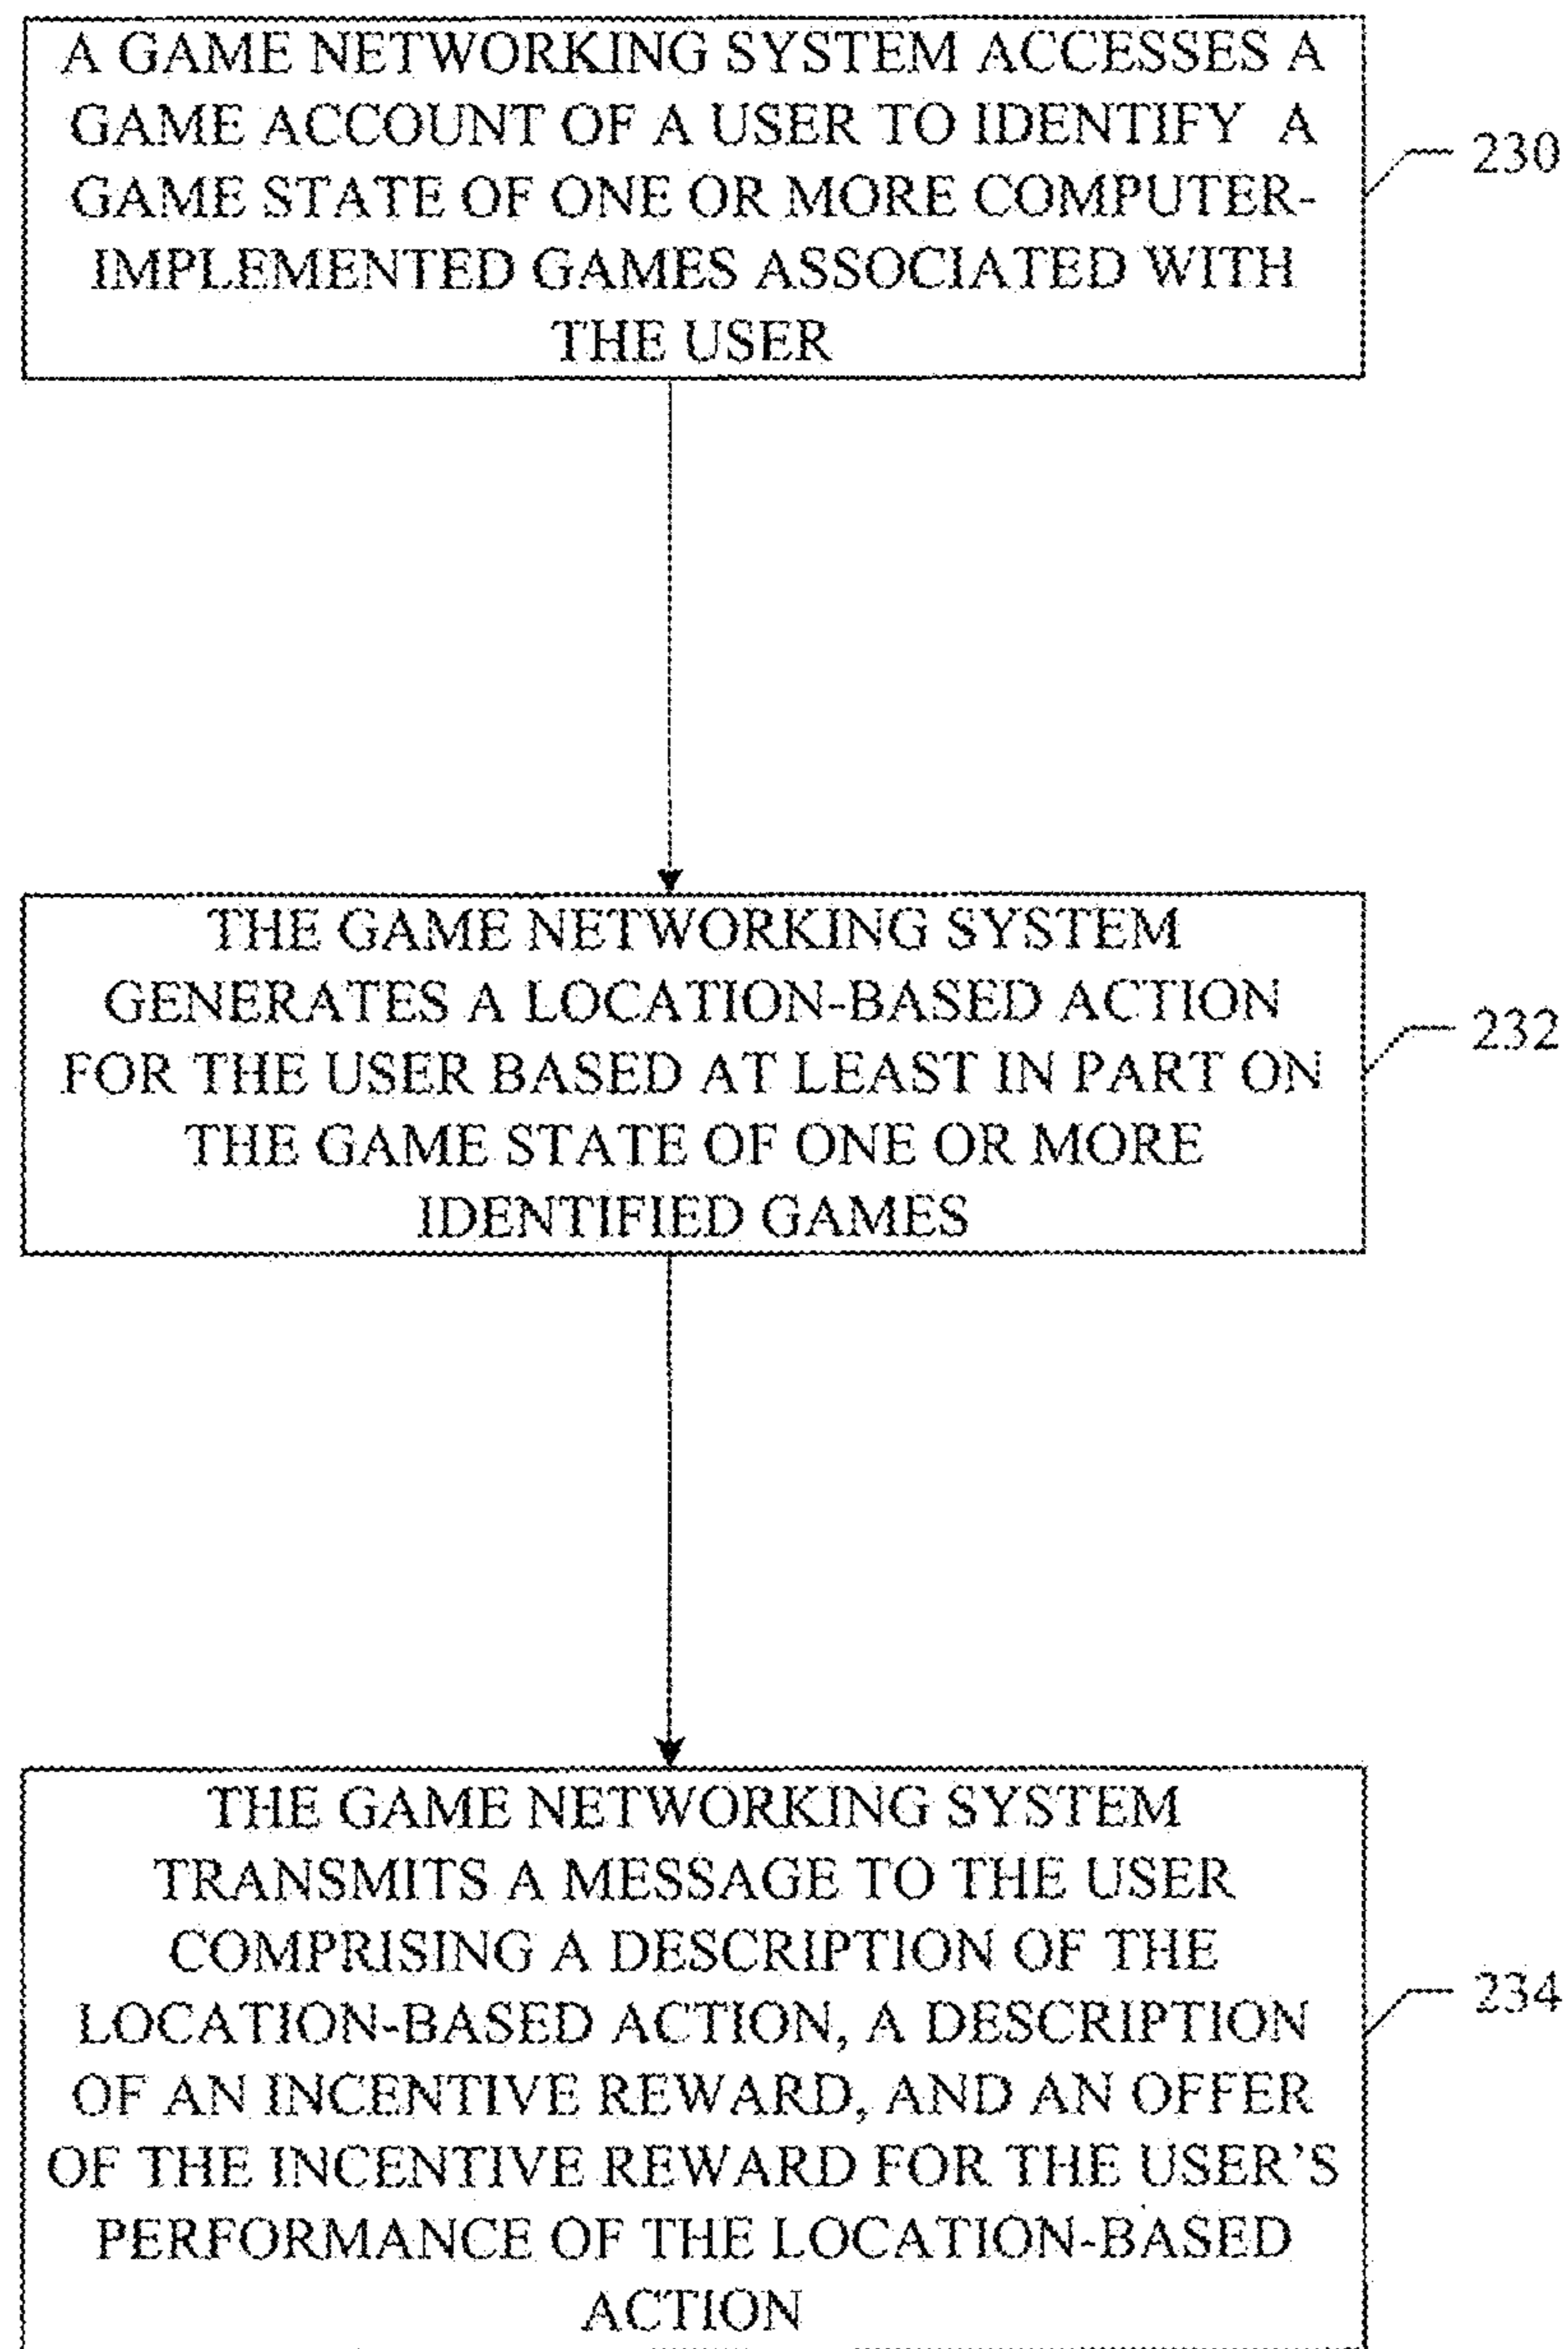 A GAME NETWORKING SYSTEM ACCESSES A
GAME ACCOUNT OF A USER TO IDENTIFY A
GAME STATE OF ONE OR MORE COMPUTER-
IMPLEMENTED GAMES ASSOCIATED WITH
THE USER
230
THE GAME NETWORKING SYSTEM
GENERATES A LOCATION-BASED ACTION
FOR THE USER BASED AT LEAST IN PART ON
THE GAME STATE OF ONE OR MORE
IDENTIFIED GAMES
232
THE GAME NETWORKING SYSTEM
TRANSMITS A MESSAGE TO THE USER
COMPRISING A DESCRIPTION OF THE
LOCATION-BASED ACTION, A DESCRIPTION
OF AN INCENTIVE REWARD, AND AN OFFER
OF THE INCENTIVE REWARD FOR THE USER'S
PERFORMANCE OF THE LOCATION-BASED
ACTION
234